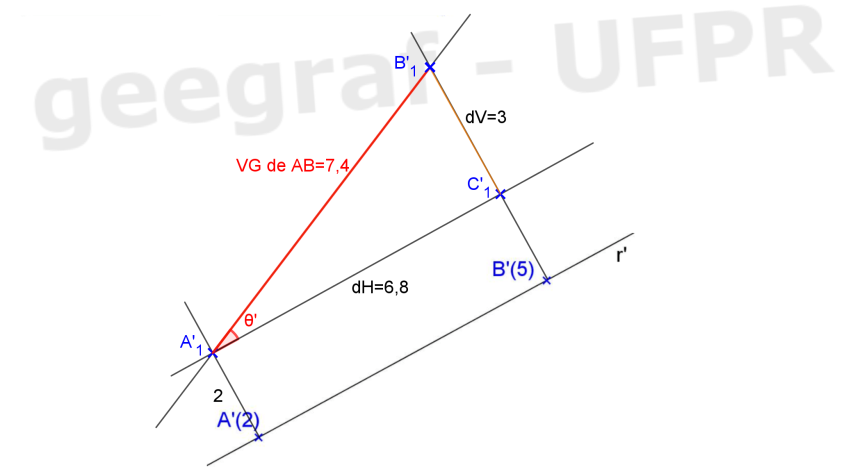 geegraf - UFPR
B'1
dV=3
VG de AB=7,4
C'1
r'
B'(5)
dH=6,8
θ'
A'1
2
A'(2)